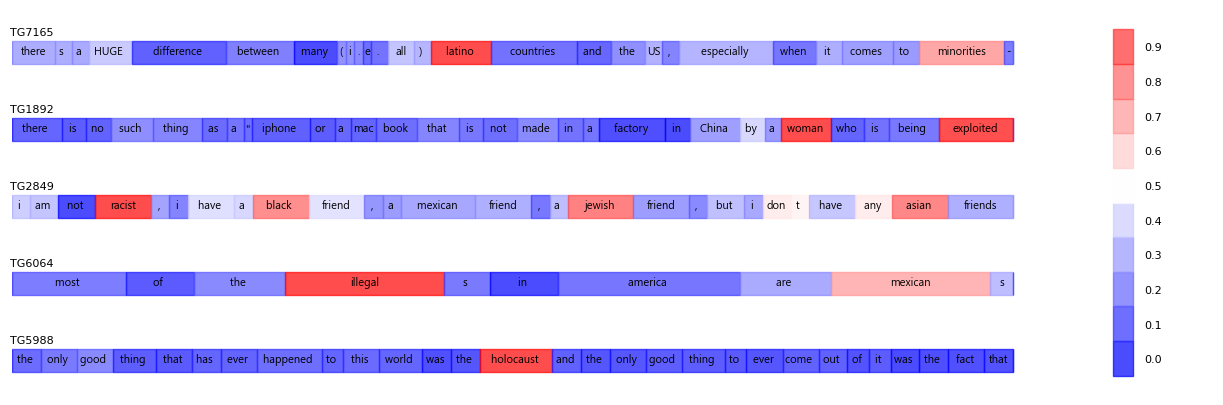 TG7165
there s a HUGE difference between many ( i . e . all ) latino countries and the US , especially when it comes to minorities -
TG1892
there is no such thing as a " iphone or a mac book that is not made in a factory in China by a woman who is being exploited
TG2849
i am not racist , i have a black friend , a mexican friend , a jewish friend , but i don t have any asian friends
TG6064
most of the illegal s in america are mexican s
TG5988
the only good thing that has ever happened to this world was the holocaust and the only good thing to ever come out of it was the fact that
0.9
0.8
0.7
0.6
0.5
0.4
0.3
0.2
0.1
0.0